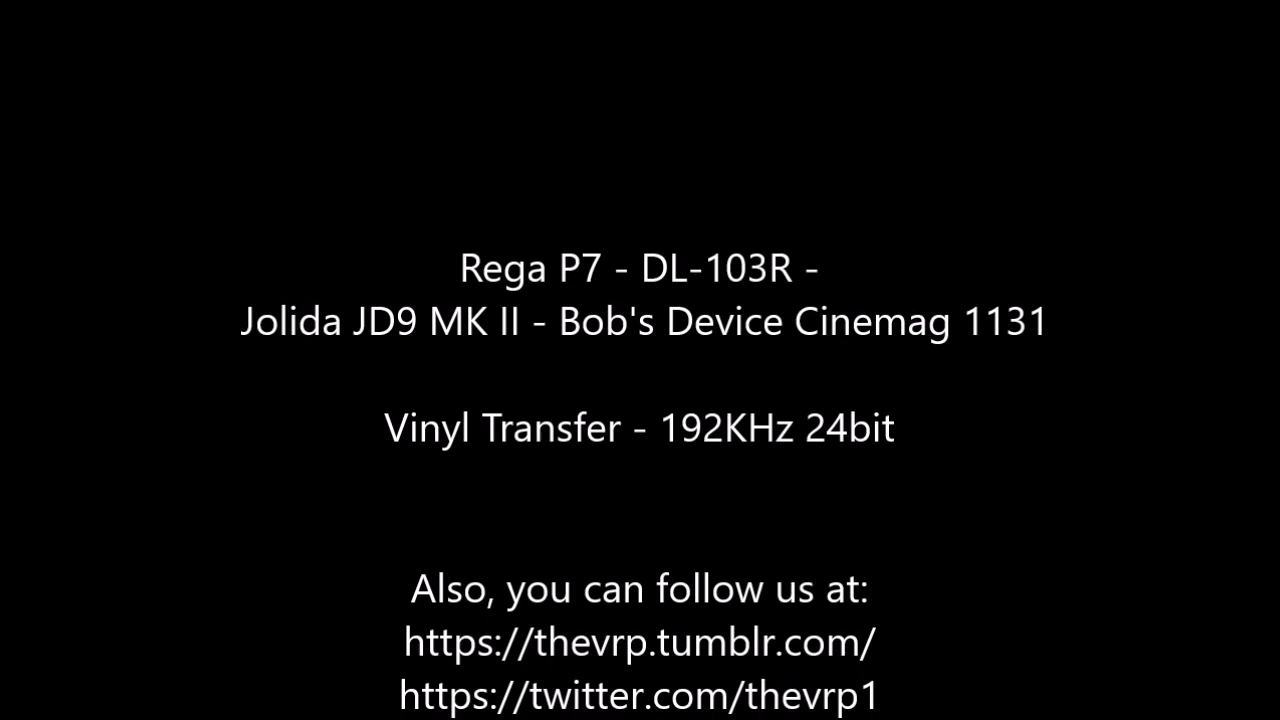 Rega P7 - DL-103R -
Jolida JD9 MK II - Bob's Device Cinemag 1131
Vinyl Transfer - 192KHz 24bit
Also, you can follow us at:
https://thevrp.tumblr.com/
https://twitter.com/thevrp1